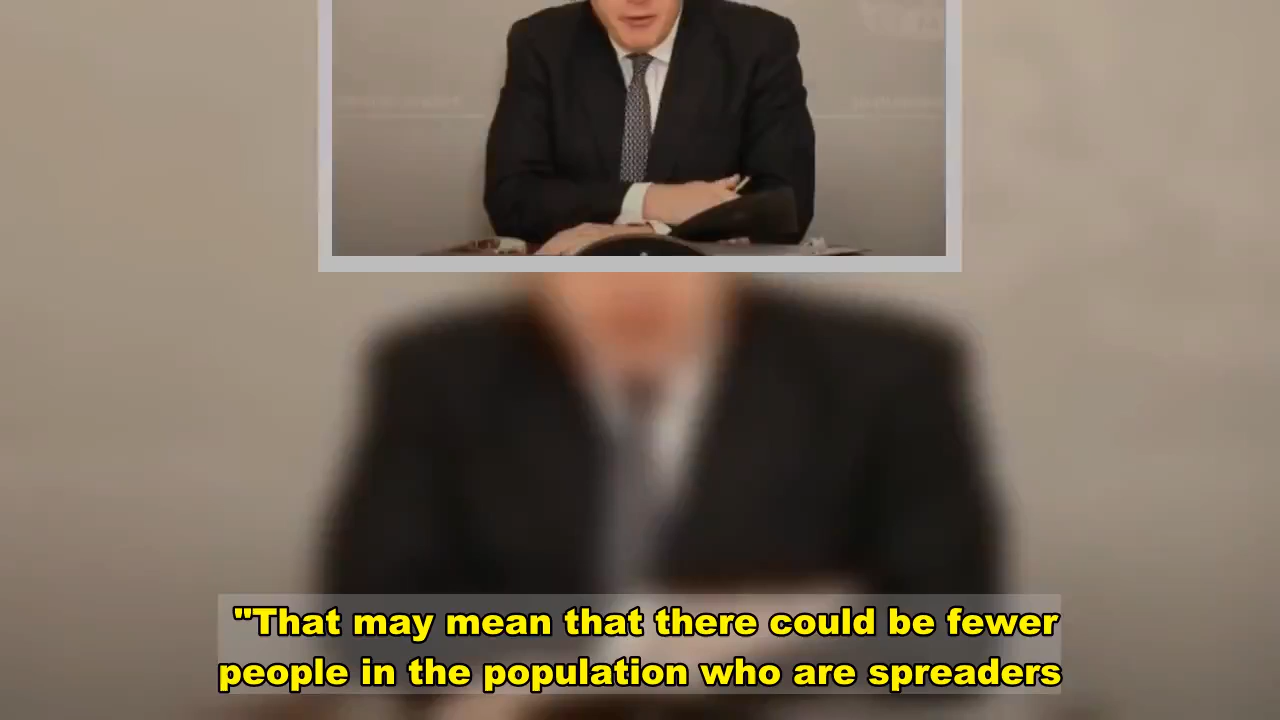 "That may mean that there could be fewer
people in the population who are spreaders